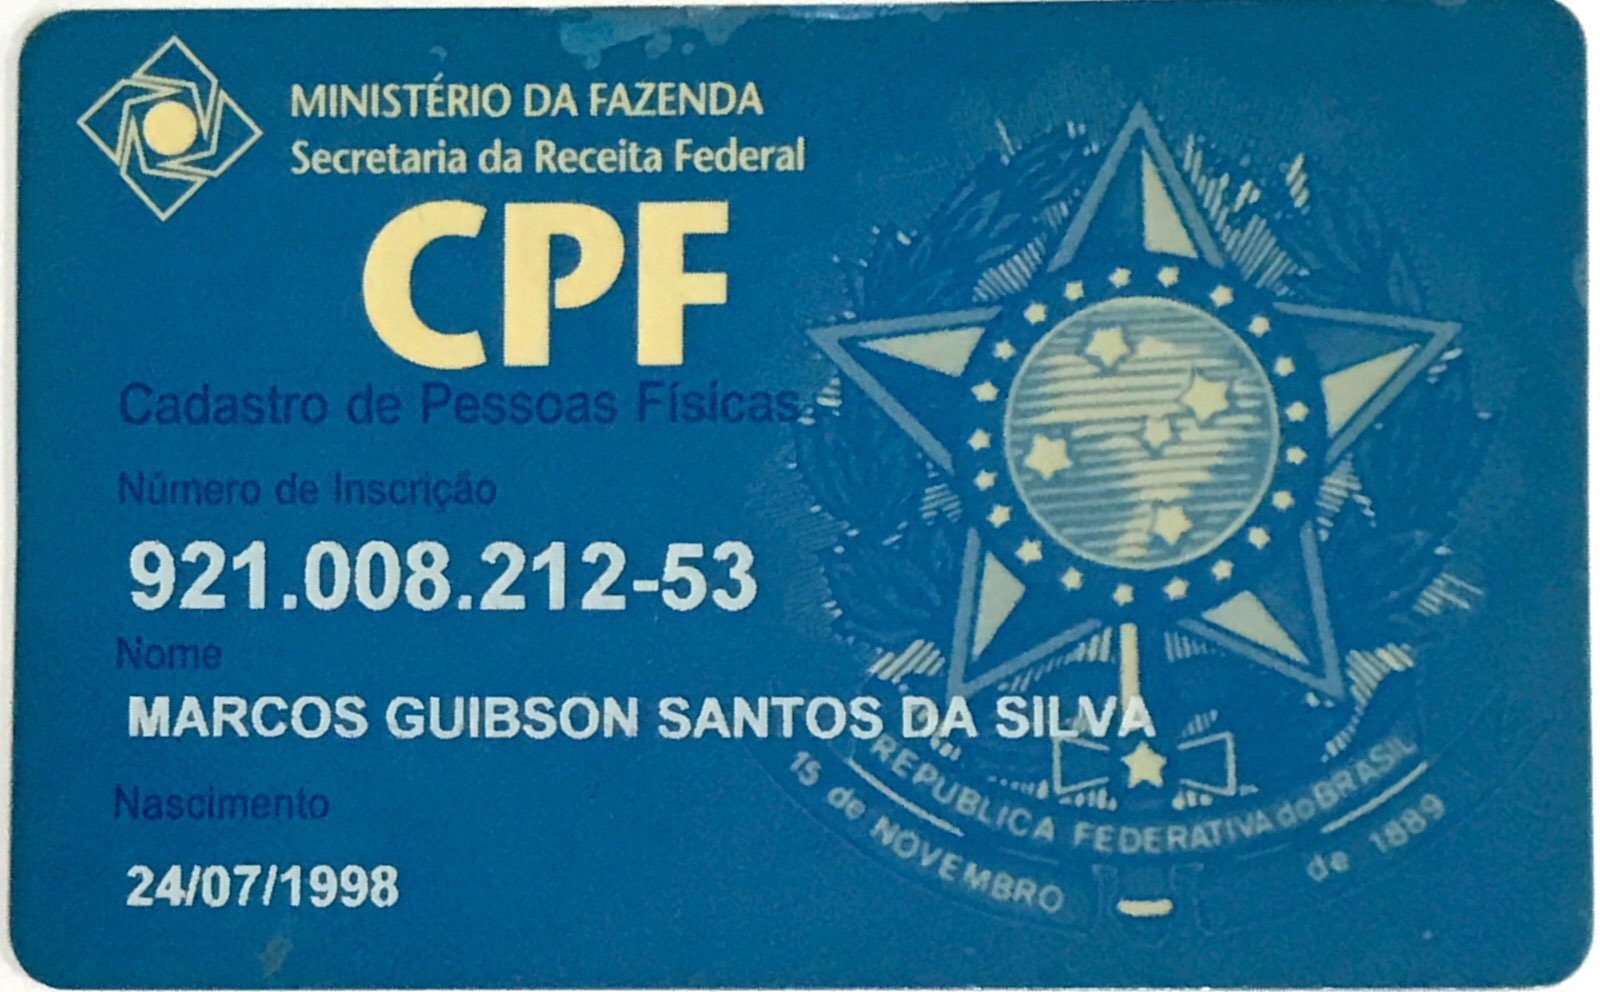 MINISTÉRIO DA FAZENDA
Secretaria da Receita Federal
CPF
Cadastro de Pessoas Físicas
Número de Inscrição
921.008.212-53
Nome
MARCOS GUIBSON SANTOS DA SILVA
Nascimento
24/07/1998
REPUBLICA FEDERATIVA do BRASIL
15 de NOVEMBRO de 1889